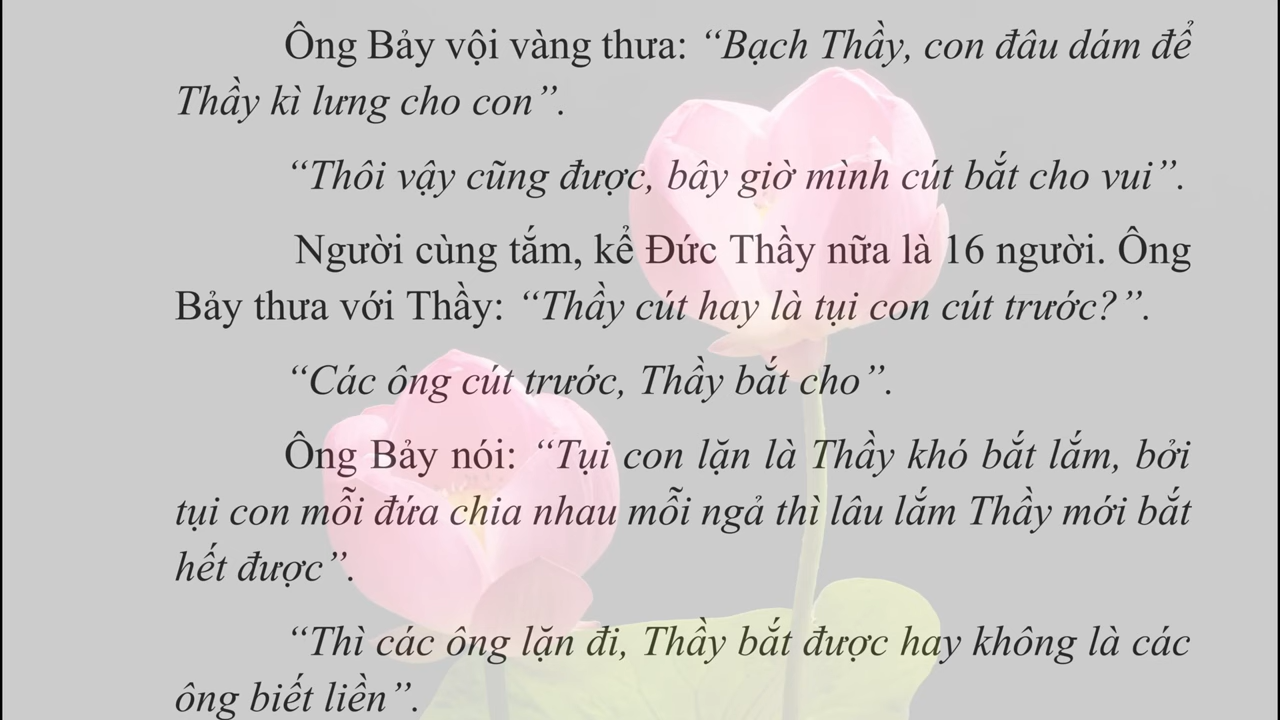 Ông Bảy vội vàng thưa: “Bạch Thầy, con đâu dám để
Thầy kì lưng cho con”.
“Thôi vậy cũng được, bây giờ mình cút bắt cho vui”.
Người cùng tắm, kể Đức Thầy nữa là 16 người. Ông
Bảy thưa với Thầy: “Thầy cút hay là tụi con cút trước?”.
“Các ông cút trước, Thầy bắt cho”.
Ông Bảy nói: “Tụi con lặn là Thầy khó bắt lắm, bởi
tụi con mỗi đứa chia nhau mỗi ngả thì lâu lắm Thầy mới bắt
hết được”.
“Thì các ông lặn đi, Thầy bắt được hay không là các
ông biết liền”.